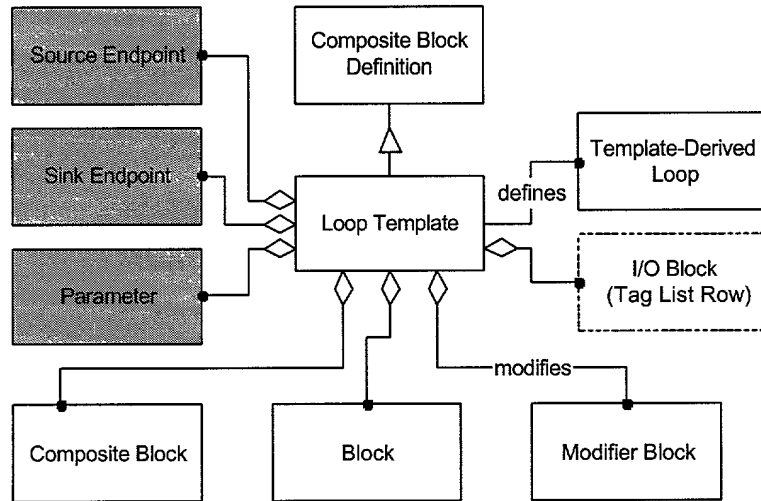 Source Endpoint
Composite Block
Definition
Sink Endpoint
Template-Derived
Loop
defines
Loop Template
Parameter
I/O Block
(Tag List Row)
modifies
Composite Block
Block
Modifier Block